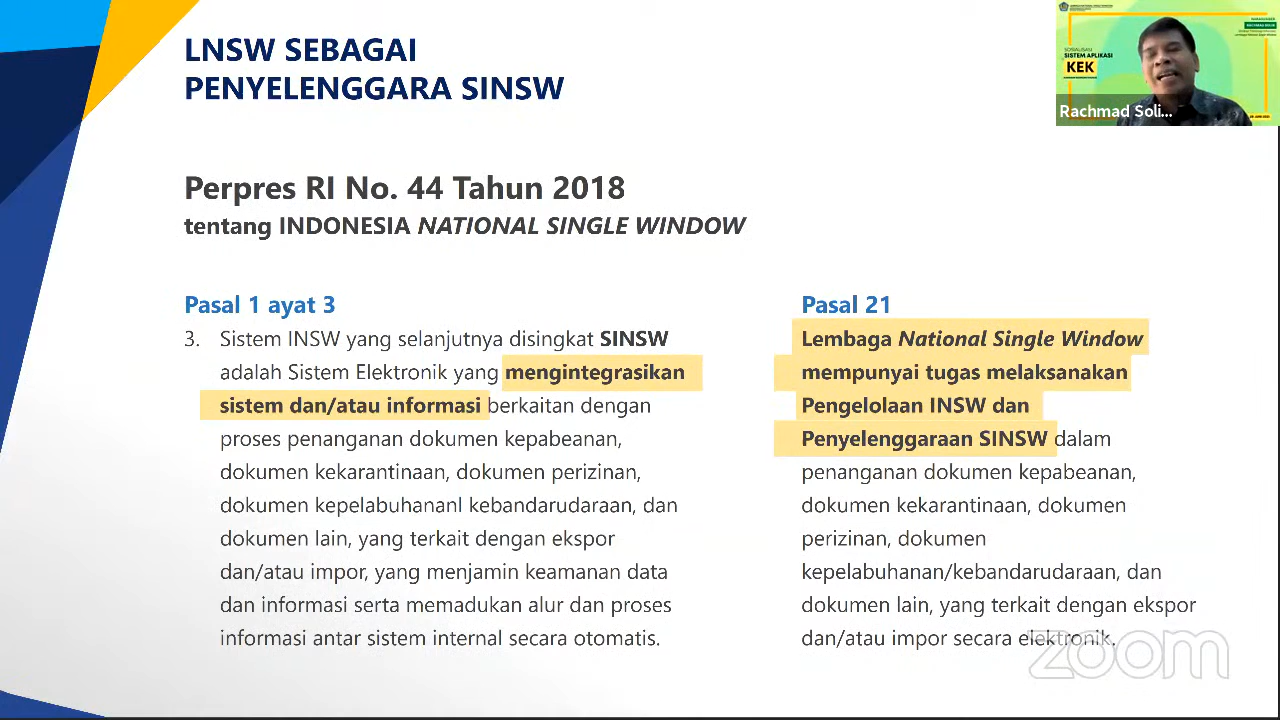 LNSW SEBAGAI
PENYELENGGARA SINSW
SOSIALISASI
SISTEM APLIKASI
KEK
Rachmad Soli...
Perpres RI No. 44 Tahun 2018
tentang INDONESIA NATIONAL SINGLE WINDOW
Pasal 1 ayat 3
3. Sistem INSW yang selanjutnya disingkat SINSW
adalah Sistem Elektronik yang mengintegrasikan
sistem dan/atau informasi berkaitan dengan
proses penanganan dokumen kepabeanan,
dokumen kekarantinaan, dokumen perizinan,
dokumen kepelabuhananl kebandarudaraan, dan
dokumen lain, yang terkait dengan ekspor
dan/atau impor, yang menjamin keamanan data
dan informasi serta memadukan alur dan proses
informasi antar sistem internal secara otomatis.
Pasal 21
Lembaga National Single Window
mempunyai tugas melaksanakan
Pengelolaan INSW dan
Penyelenggaraan SINSW dalam
penanganan dokumen kepabeanan,
dokumen kekarantinaan, dokumen
perizinan, dokumen
kepelabuhanan/kebandarudaraan, dan
dokumen lain, yang terkait dengan ekspor
dan/atau impor secara elektronik.
zoom